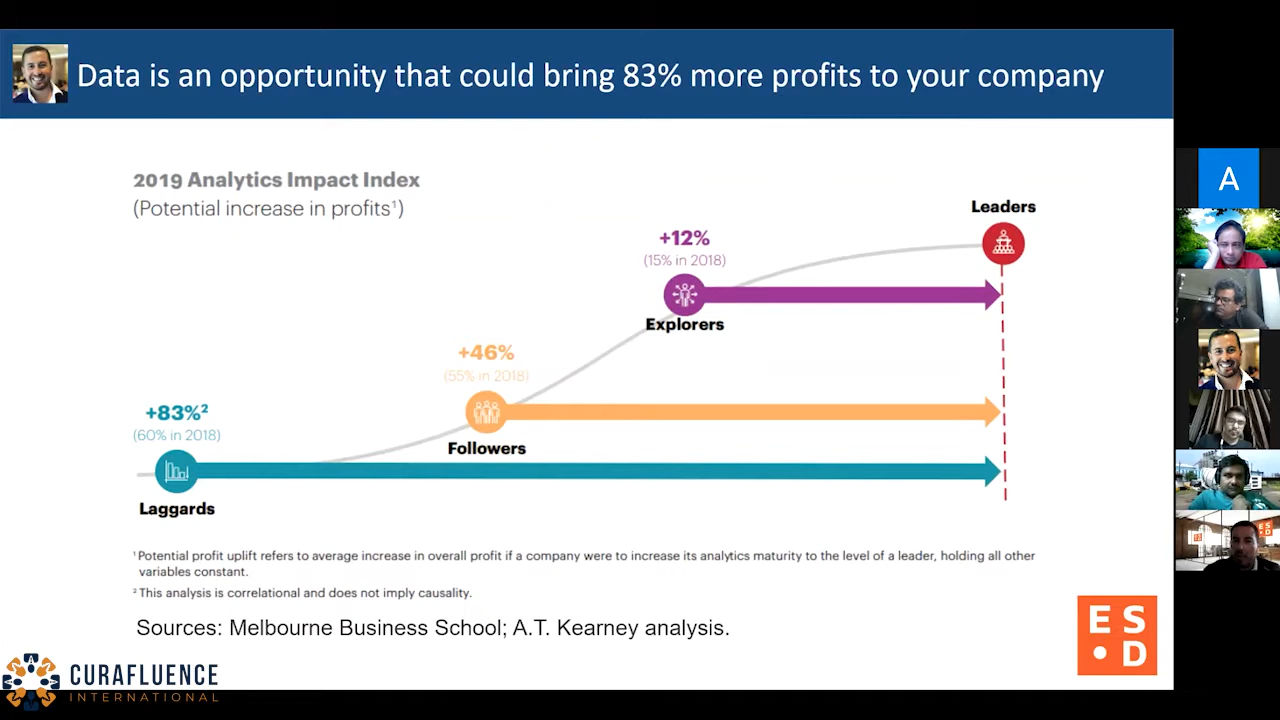 Data is an opportunity that could bring 83% more profits to your company
2019 Analytics Impact Index
(Potential increase in profits¹)
Leaders
+12%
(15% in 2018)
Explorers
+46%
(55% in 2018)
Followers
+83%²
(60% in 2018)
Laggards
¹ Potential profit uplift refers to average increase in overall profit if a company were to increase its analytics maturity to the level of a leader, holding all other
variables constant.
² This analysis is correlational and does not imply causality.
Sources: Melbourne Business School; A.T. Kearney analysis.
CURAFLUENCE
INTERNATIONAL
E S
D
A